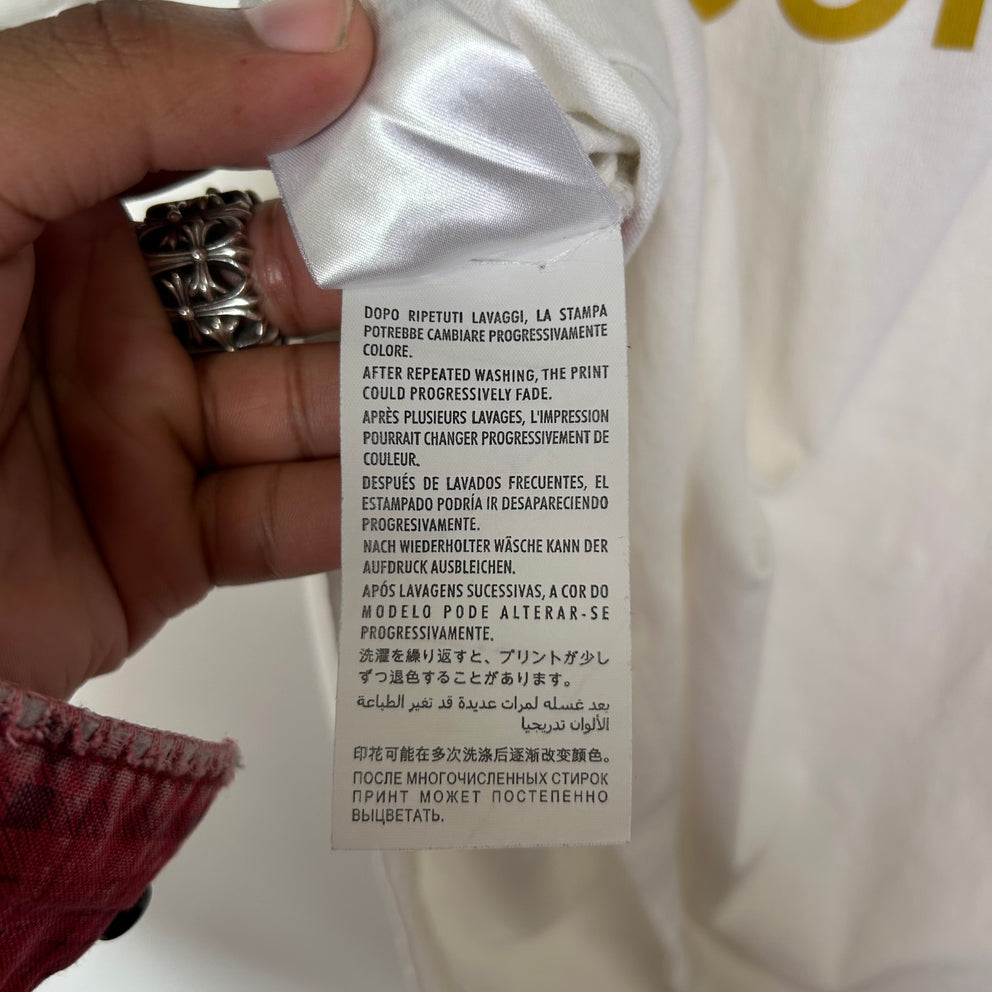 DOPO RIPETUTI LAVAGGI, LA STAMPA
POTREBBE CAMBIARE PROGRESSIVAMENTE
COLORE.
AFTER REPEATED WASHING, THE PRINT
COULD PROGRESSIVELY FADE.
APRÈS PLUSIEURS LAVAGES, L'IMPRESSION
POURRAIT CHANGER PROGRESSIVEMENT DE
COULEUR.
DESPUÉS DE LAVADOS FRECUENTES, EL
ESTAMPADO PODRÍA IR DESAPARECIENDO
PROGRESIVAMENTE.
NACH WIEDERHOLTER WÄSCHE KANN DER
AUFDRUCK AUSBLEICHEN.
APÓS LAVAGENS SUCESSIVAS, A COR DO
MODELO PODE ALTERAR-SE
PROGRESSIVAMENTE.
洗濯を繰り返すと、プリントが少し
ずつ退色することがあります。
بعد غسله لمرات عديدة قد تغير الطباعة
الألوان تدريجيا
印花可能在多次洗涤后逐渐改变颜色。
ПОСЛЕ МНОГОЧИСЛЕННЫХ СТИРОК
ПРИНТ МОЖЕТ ПОСТЕПЕННО
ВЫЦВЕТАТЬ.